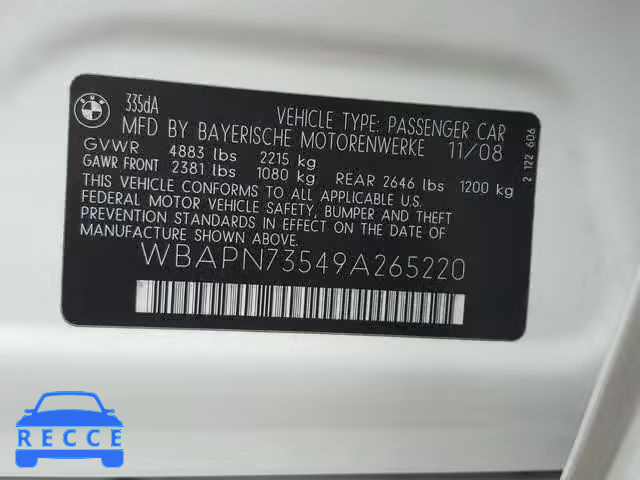 BMW
335dA
VEHICLE TYPE: PASSENGER CAR
MFD BY BAYERISCHE MOTORENWERKE 11/08
GVWR 4883 lbs 2215 kg
GAWR FRONT 2381 lbs 1080 kg REAR 2646 lbs 1200 kg
THIS VEHICLE CONFORMS TO ALL APPLICABLE U.S.
FEDERAL MOTOR VEHICLE SAFETY, BUMPER AND THEFT
PREVENTION STANDARDS IN EFFECT ON THE DATE OF
MANUFACTURE SHOWN ABOVE.
WBAPN73549A265220
2 122 606
RECCE